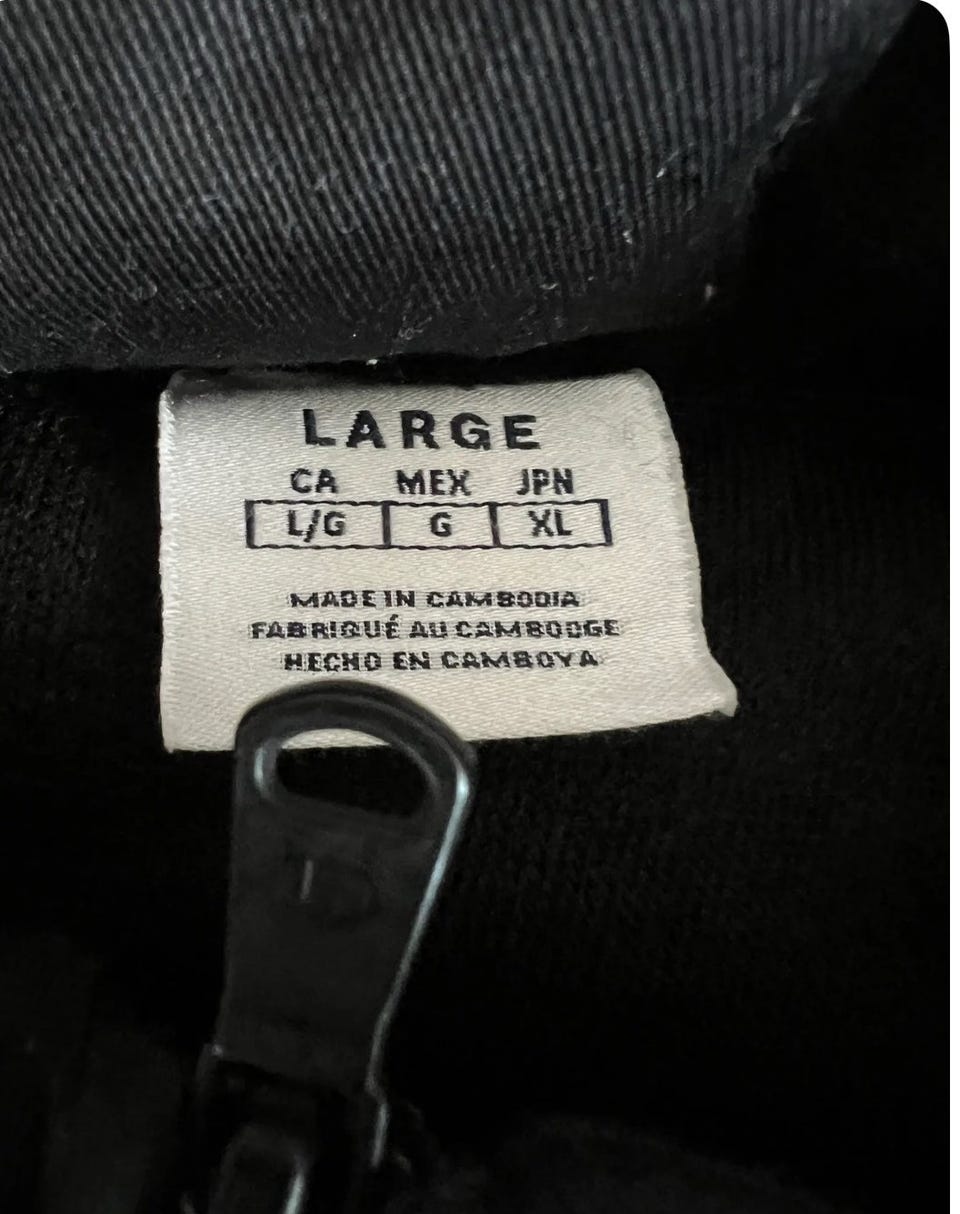 LARGE
CA MEX JPN
L/G G XL
MADE IN CAMBODIA
FABRIQUÉ AU CAMBODGE
HECHO EN CAMBOYA